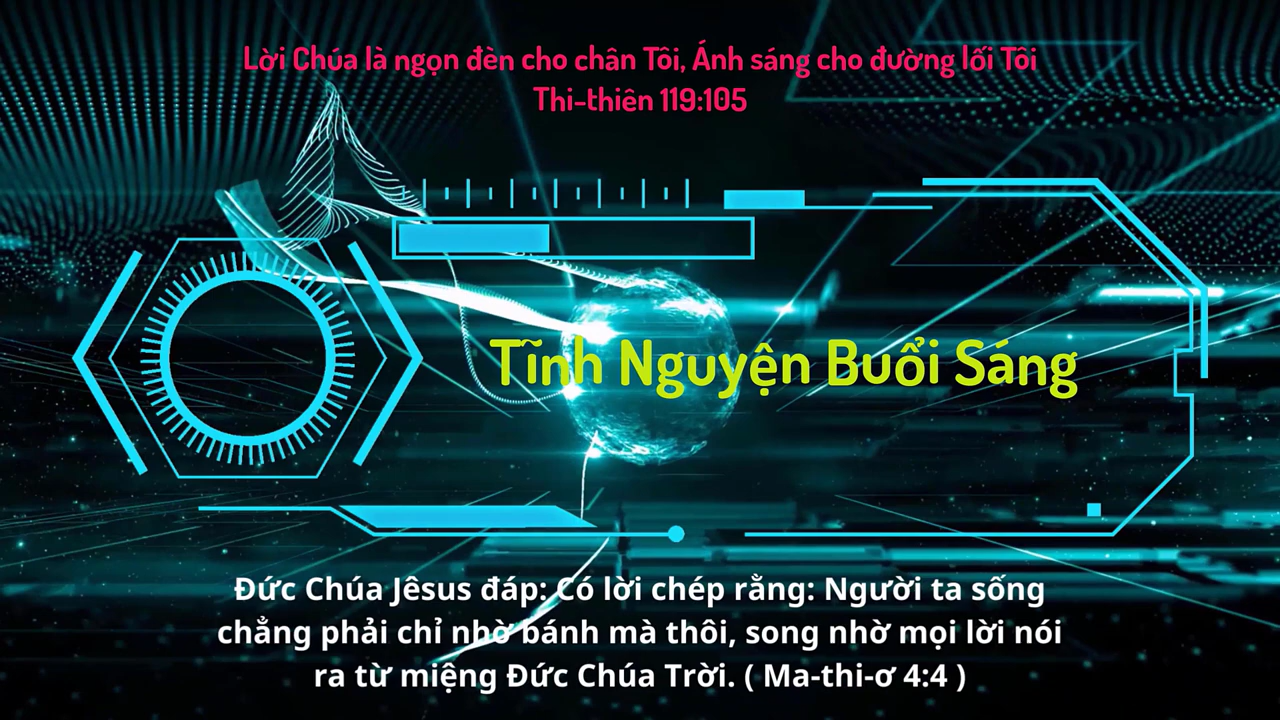 Lời Chúa là ngọn đèn cho chân Tôi, Ánh sáng cho đường lối Tôi
Thi-thiên 119:105
Tĩnh Nguyện Buổi Sáng
Đức Chúa Jêsus đáp: Có lời chép rằng: Người ta sống
chẳng phải chỉ nhờ bánh mà thôi, song nhờ mọi lời nói
ra từ miệng Đức Chúa Trời. ( Ma-thi-ơ 4:4 )